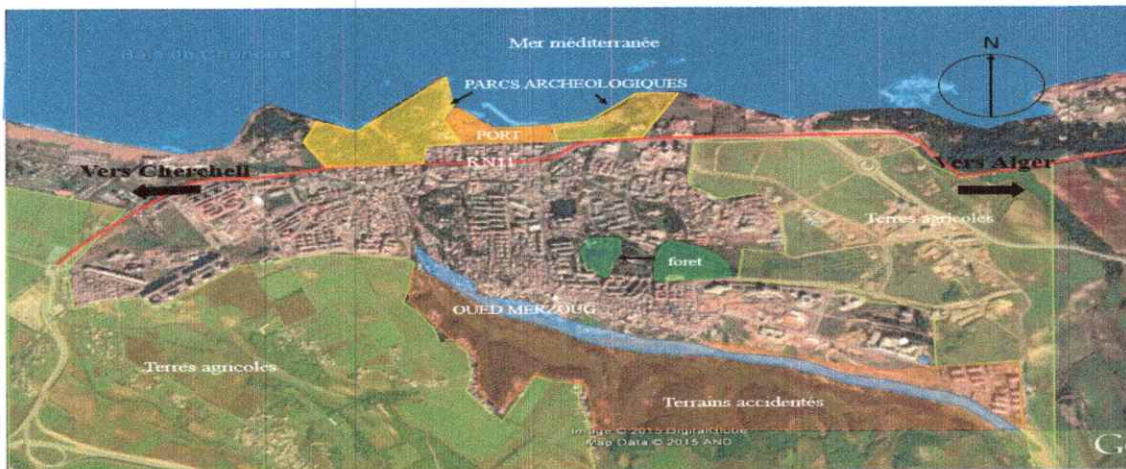 Mer méditerranée
N
PARCS ARCHEOLOGIQUES
PORT
RN11
Vers Cherchell
Vers Alger
Terres agricoles
foret
OUED MERZOUG
Terres agricoles
Terrains accidentés
Image © 2015 DigitalGlobe
Map Data © 2015 AND